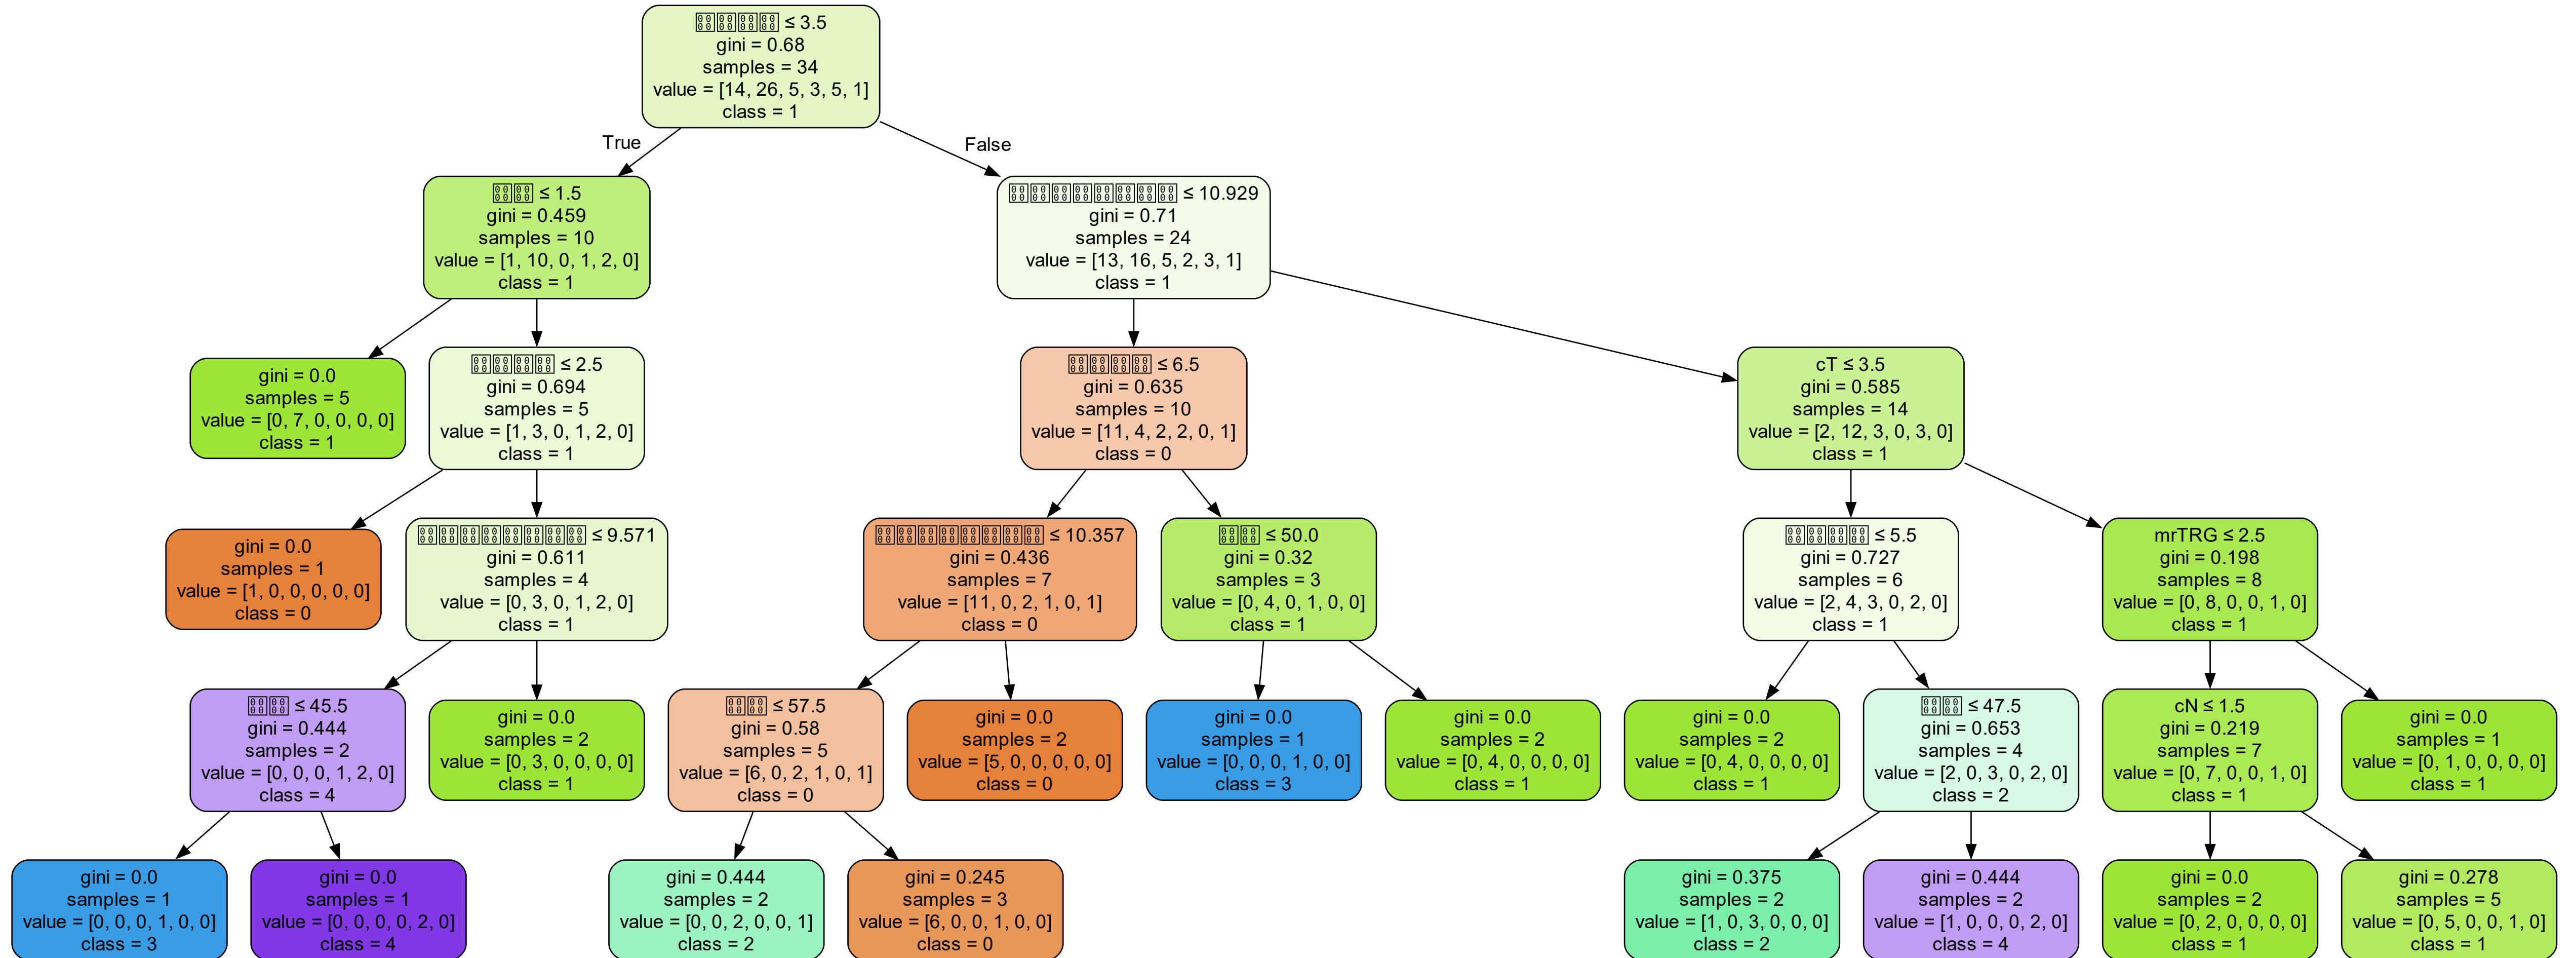 ≤ 3.5
gini = 0.68
samples = 34
value = [14, 26, 5, 3, 5, 1]
class = 1
True
False
≤ 1.5
gini = 0.459
samples = 10
value = [1, 10, 0, 1, 2, 0]
class = 1
≤ 10.929
gini = 0.71
samples = 24
value = [13, 16, 5, 2, 3, 1]
class = 1
gini = 0.0
samples = 5
value = [0, 7, 0, 0, 0, 0]
class = 1
≤ 2.5
gini = 0.694
samples = 5
value = [1, 3, 0, 1, 2, 0]
class = 1
≤ 6.5
gini = 0.635
samples = 10
value = [11, 4, 2, 2, 0, 1]
class = 0
cT ≤ 3.5
gini = 0.585
samples = 14
value = [2, 12, 3, 0, 3, 0]
class = 1
gini = 0.0
samples = 1
value = [1, 0, 0, 0, 0, 0]
class = 0
≤ 9.571
gini = 0.611
samples = 4
value = [0, 3, 0, 1, 2, 0]
class = 1
≤ 10.357
gini = 0.436
samples = 7
value = [11, 0, 2, 1, 0, 1]
class = 0
≤ 50.0
gini = 0.32
samples = 3
value = [0, 4, 0, 1, 0, 0]
class = 1
≤ 5.5
gini = 0.727
samples = 6
value = [2, 4, 3, 0, 2, 0]
class = 1
mrTRG ≤ 2.5
gini = 0.198
samples = 8
value = [0, 8, 0, 0, 1, 0]
class = 1
≤ 45.5
gini = 0.444
samples = 2
value = [0, 0, 0, 1, 2, 0]
class = 4
gini = 0.0
samples = 2
value = [0, 3, 0, 0, 0, 0]
class = 1
≤ 57.5
gini = 0.58
samples = 5
value = [6, 0, 2, 1, 0, 1]
class = 0
gini = 0.0
samples = 2
value = [5, 0, 0, 0, 0, 0]
class = 0
gini = 0.0
samples = 1
value = [0, 0, 0, 1, 0, 0]
class = 3
gini = 0.0
samples = 2
value = [0, 4, 0, 0, 0, 0]
class = 1
gini = 0.0
samples = 2
value = [0, 4, 0, 0, 0, 0]
class = 1
≤ 47.5
gini = 0.653
samples = 4
value = [2, 0, 3, 0, 2, 0]
class = 2
cN ≤ 1.5
gini = 0.219
samples = 7
value = [0, 7, 0, 0, 1, 0]
class = 1
gini = 0.0
samples = 1
value = [0, 1, 0, 0, 0, 0]
class = 1
gini = 0.0
samples = 1
value = [0, 0, 0, 1, 0, 0]
class = 3
gini = 0.0
samples = 1
value = [0, 0, 0, 0, 2, 0]
class = 4
gini = 0.444
samples = 2
value = [0, 0, 2, 0, 0, 1]
class = 2
gini = 0.245
samples = 3
value = [6, 0, 0, 1, 0, 0]
class = 0
gini = 0.375
samples = 2
value = [1, 0, 3, 0, 0, 0]
class = 2
gini = 0.444
samples = 2
value = [1, 0, 0, 0, 2, 0]
class = 4
gini = 0.0
samples = 2
value = [0, 2, 0, 0, 0, 0]
class = 1
gini = 0.278
samples = 5
value = [0, 5, 0, 0, 1, 0]
class = 1